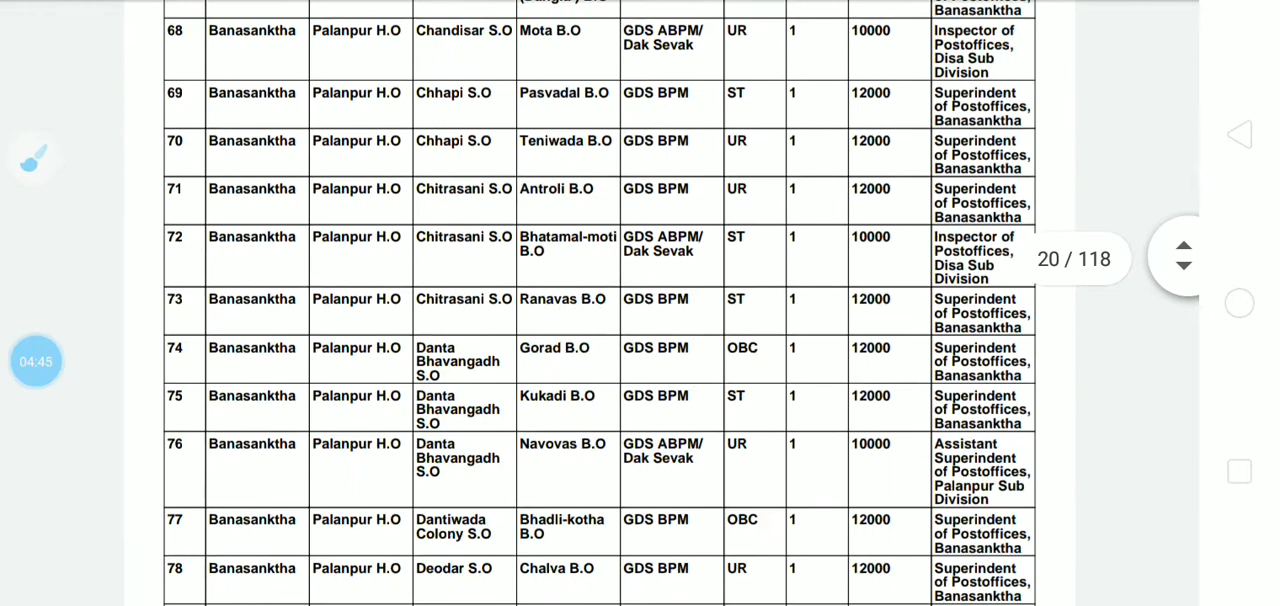 of Postoffices,
Banasanktha
68 Banasanktha Palanpur H.O Chandisar S.O Mota B.O GDS ABPM/ UR 1 10000 Inspector of
Dak Sevak Postoffices,
Disa Sub
Division
69 Banasanktha Palanpur H.O Chhapi S.O Pasvadal B.O GDS BPM ST 1 12000 Superindent
of Postoffices,
Banasanktha
70 Banasanktha Palanpur H.O Chhapi S.O Teniwada B.O GDS BPM UR 1 12000 Superindent
of Postoffices,
Banasanktha
71 Banasanktha Palanpur H.O Chitrasani S.O Antroli B.O GDS BPM UR 1 12000 Superindent
of Postoffices,
Banasanktha
72 Banasanktha Palanpur H.O Chitrasani S.O Bhatamal-moti GDS ABPM/ ST 1 10000 Inspector of
B.O Dak Sevak Postoffices,
Disa Sub
Division
20 / 118
73 Banasanktha Palanpur H.O Chitrasani S.O Ranavas B.O GDS BPM ST 1 12000 Superindent
of Postoffices,
Banasanktha
74 Banasanktha Palanpur H.O Danta Gorad B.O GDS BPM OBC 1 12000 Superindent
Bhavangadh of Postoffices,
S.O Banasanktha
04:45
75 Banasanktha Palanpur H.O Danta Kukadi B.O GDS BPM ST 1 12000 Superindent
Bhavangadh of Postoffices,
S.O Banasanktha
76 Banasanktha Palanpur H.O Danta Navovas B.O GDS ABPM/ UR 1 10000 Assistant
Bhavangadh Dak Sevak Superindent
S.O of Postoffices,
Palanpur Sub
Division
77 Banasanktha Palanpur H.O Dantiwada Bhadli-kotha GDS BPM OBC 1 12000 Superindent
Colony S.O B.O of Postoffices,
Banasanktha
78 Banasanktha Palanpur H.O Deodar S.O Chalva B.O GDS BPM UR 1 12000 Superindent
of Postoffices,
Banasanktha